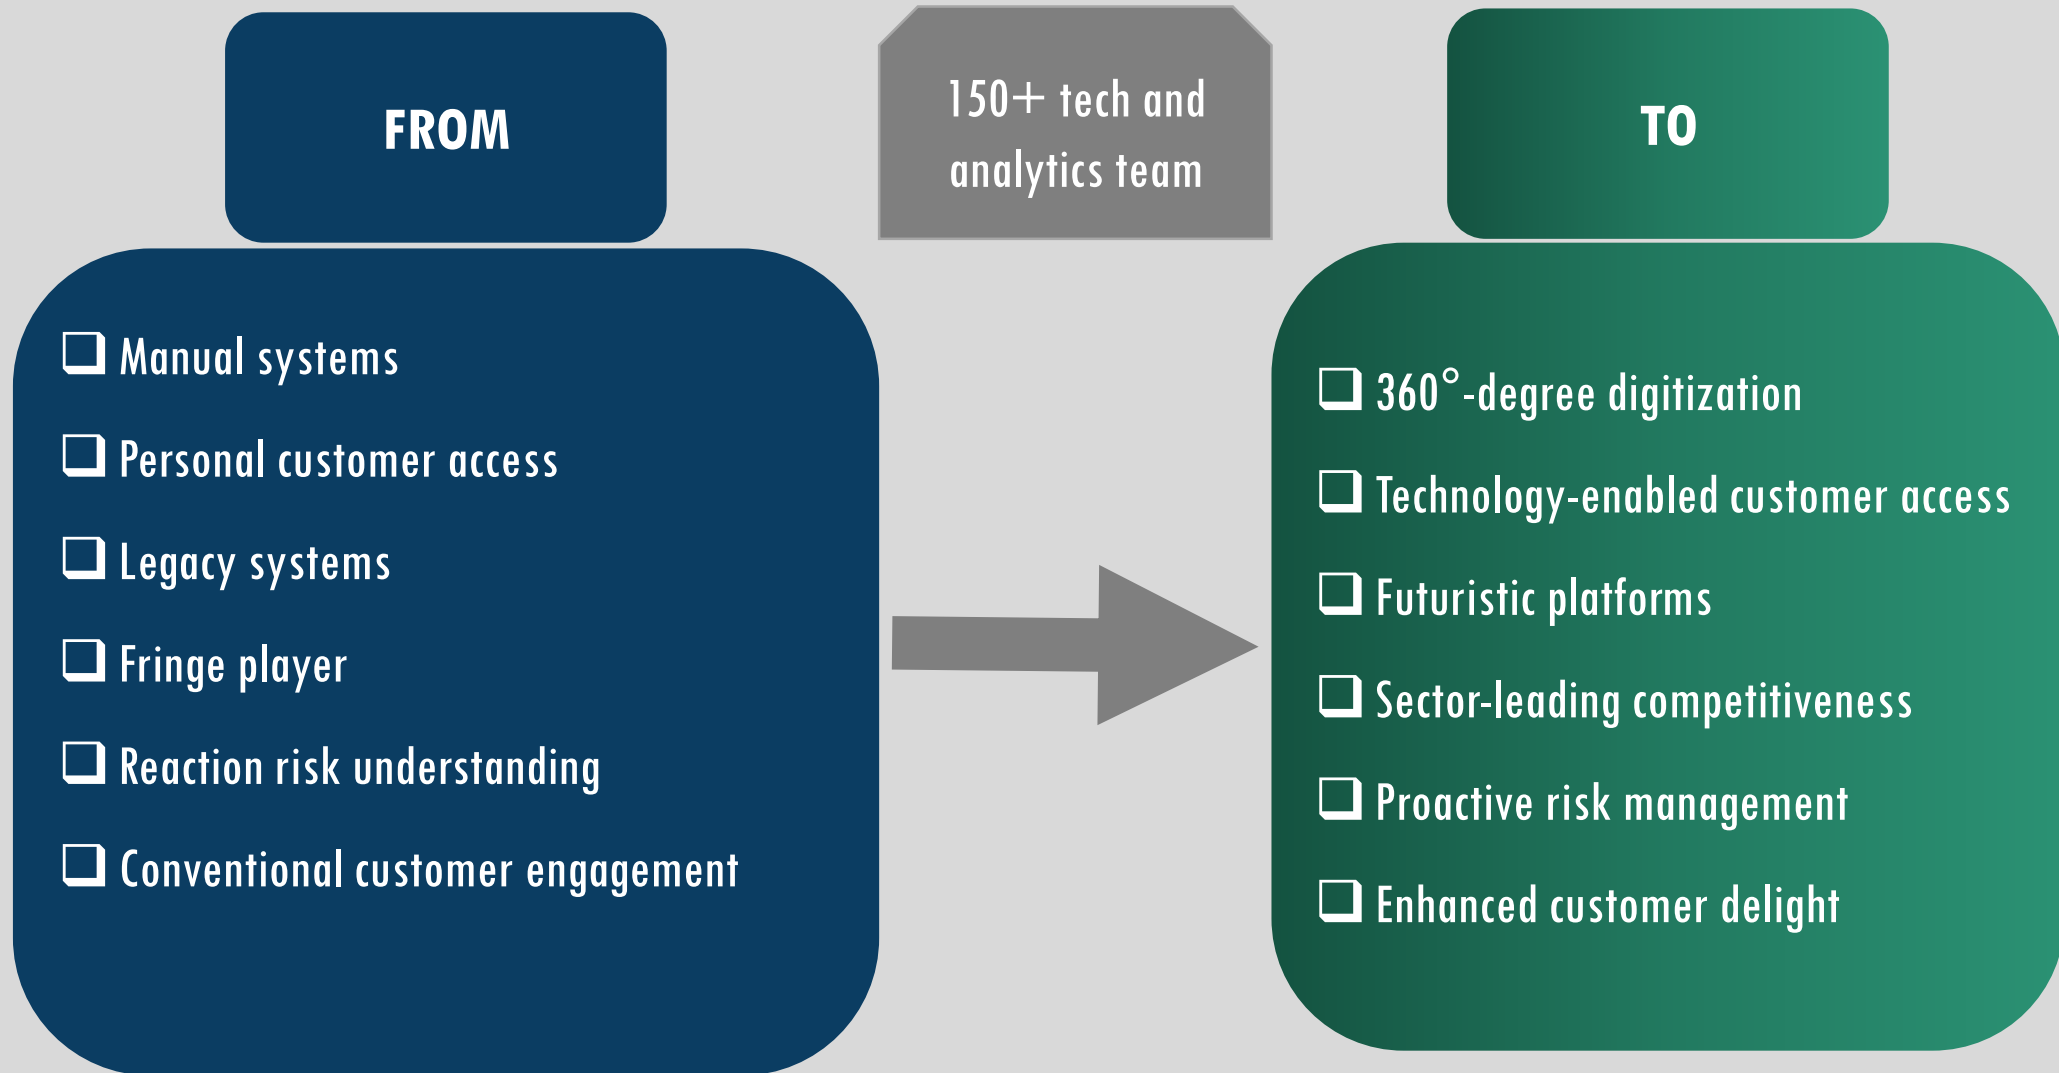 FROM
Manual systems
Personal customer access
Legacy systems
Fringe player
Reaction risk understanding
Conventional customer engagement
150+ tech and
analytics team
TO
360°-degree digitization
Technology-enabled customer access
Futuristic platforms
Sector-leading competitiveness
Proactive risk management
Enhanced customer delight